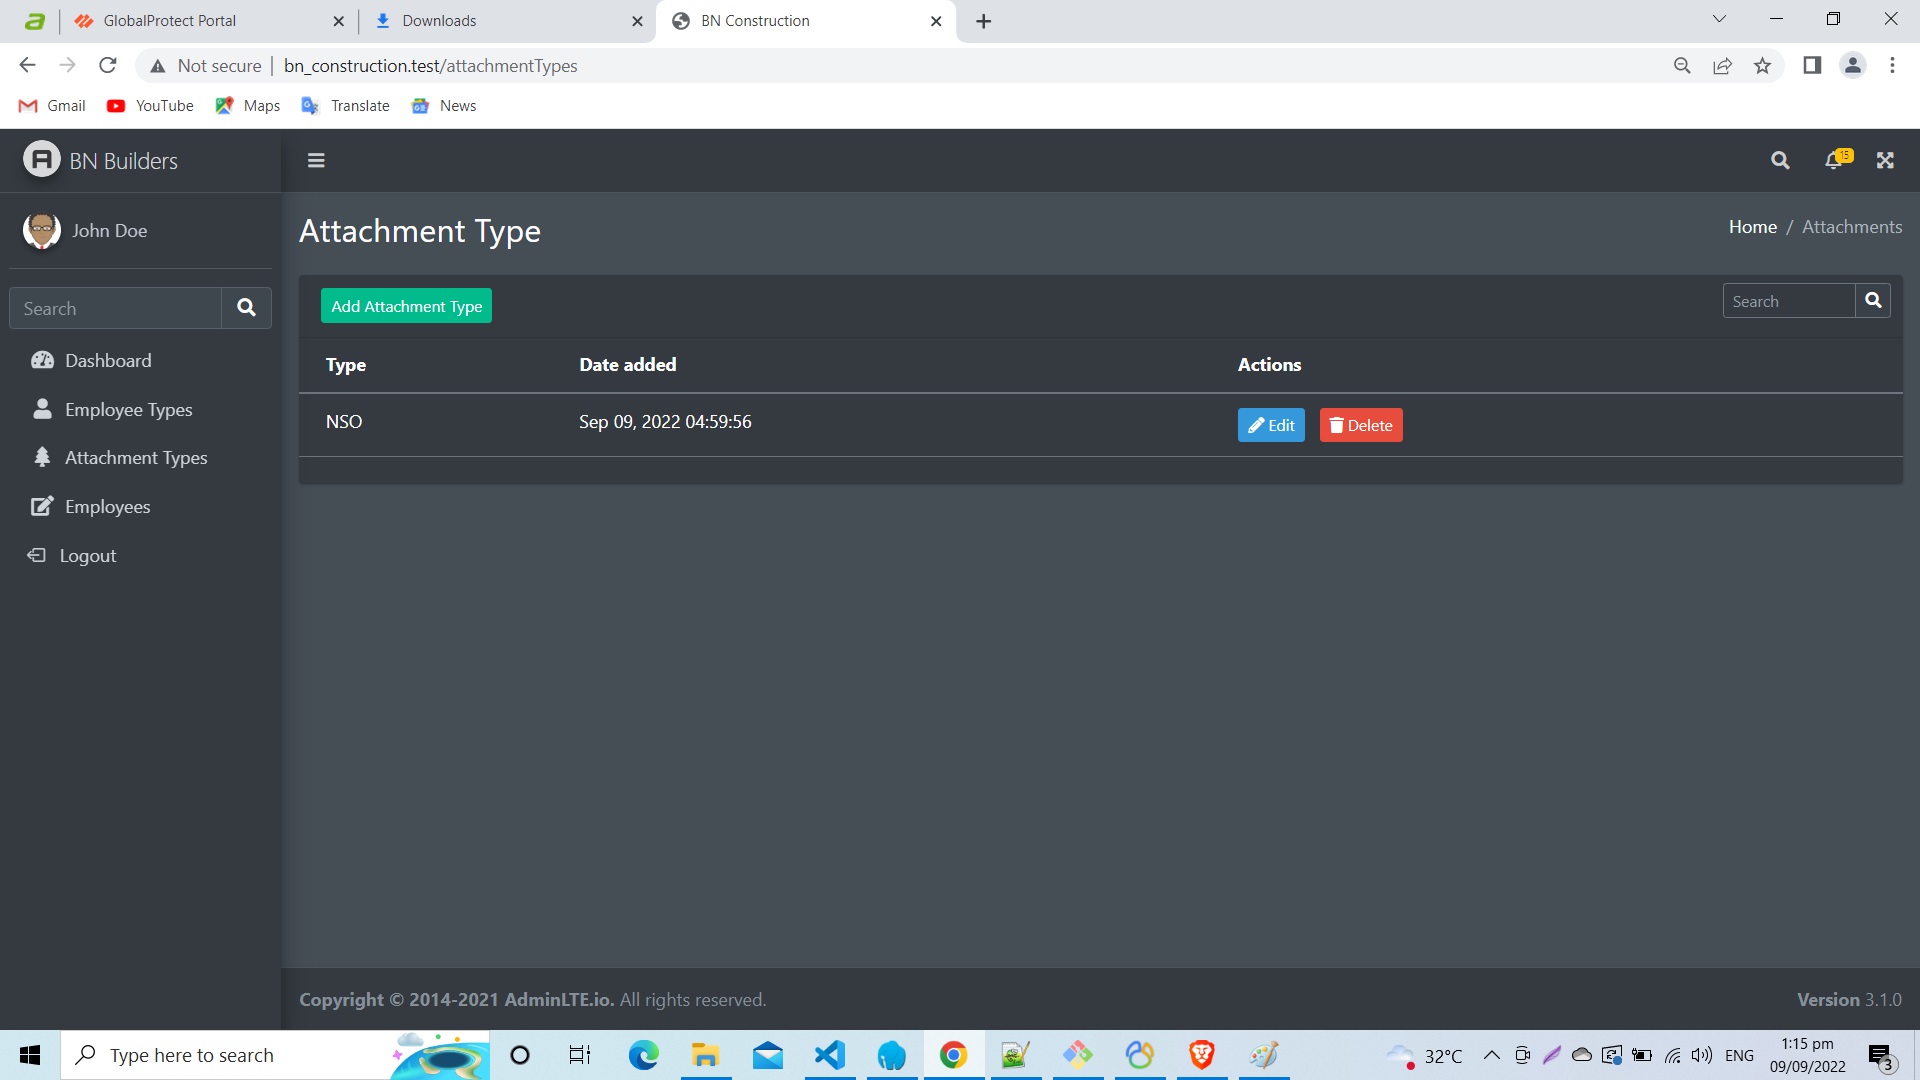 GlobalProtect Portal
Downloads
BN Construction
Not secure
bn_construction.test/attachmentTypes
Gmail
YouTube
Maps
Translate
News
BN Builders
15
John Doe
Attachment Type
Home / Attachments
Search
Add Attachment Type
Search
Dashboard
Employee Types
Attachment Types
Employees
Logout
Type Date added Actions
NSO Sep 09, 2022 04:59:56 Edit Delete
Copyright © 2014-2021 AdminLTE.io. All rights reserved.
Version 3.1.0
Type here to search
32°C
ENG
1:15 pm
09/09/2022
3